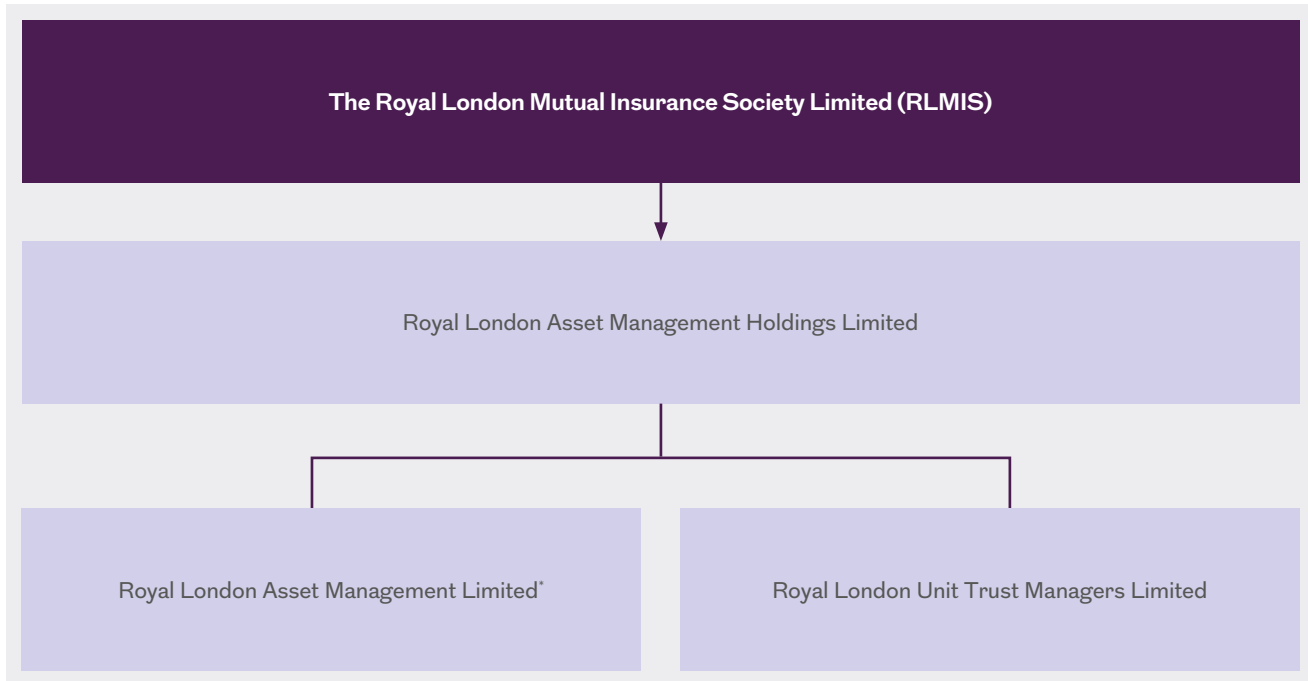 The Royal London Mutual Insurance Society Limited (RLMIS)
Royal London Asset Management Holdings Limited
Royal London Asset Management Limited*
Royal London Unit Trust Managers Limited